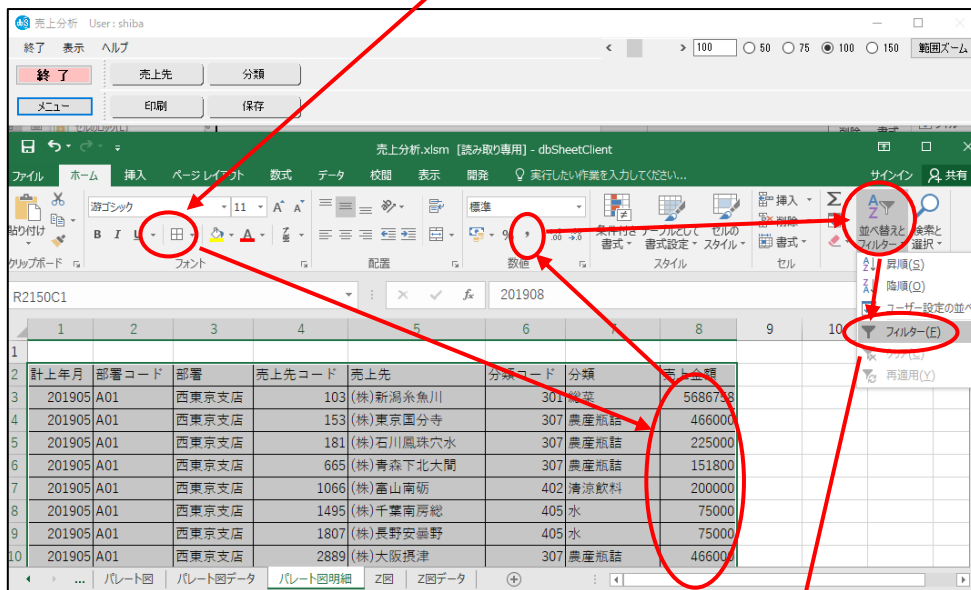 売上分析 User : shiba
終了 表示 ヘルプ
< > 100 50 75 100 150 範囲ズーム
終了 売上先 分類
メニュー 印刷 保存
売上分析.xlsm [読み取り専用] - dbSheetClient
ファイル ホーム 挿入 ページ レイアウト 数式 データ 校閲 表示 開発 実行したい作業を入力してください... サインイン 共有
游ゴシック 11 標準 挿入
貼り付け B I U % 条件付き書式 テーブルとして書式設定 セルのスタイル 削除 書式 並べ替えとフィルター 検索と選択
クリップボード フォント 配置 数値 スタイル セル
昇順(S)
降順(O)
ユーザー設定の並べ
フィルター(F)
クリア(C)
再適用(Y)
R2150C1 fx 201908
1 2 3 4 5 6 7 8 9 10
1
2 計上年月 部署コード 部署 売上先コード 売上先 分類コード 分類 売上金額
3 201905 A01 西東京支店 103 (株)新潟糸魚川 301 総菜 5686758
4 201905 A01 西東京支店 153 (株)東京国分寺 307 農産瓶詰 466000
5 201905 A01 西東京支店 181 (株)石川鳳珠穴水 307 農産瓶詰 225000
6 201905 A01 西東京支店 665 (株)青森下北大間 307 農産瓶詰 151800
7 201905 A01 西東京支店 1066 (株)富山南砺 402 清涼飲料 200000
8 201905 A01 西東京支店 1495 (株)千葉南房総 405 水 75000
9 201905 A01 西東京支店 1807 (株)長野安曇野 405 水 75000
10 201905 A01 西東京支店 2889 (株)大阪摂津 307 農産瓶詰 466000
... パレート図 パレート図データ パレート図明細 Z図 Z図データ